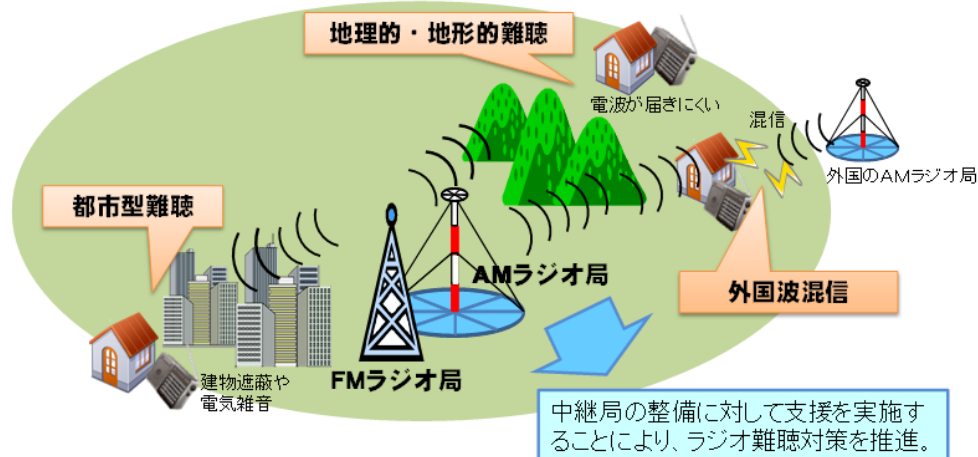 地理的・地形的難聴
電波が届きにくい
混信
外国のAMラジオ局
都市型難聴
AMラジオ局
外国波混信
建物遮蔽や
電気雑音
FMラジオ局
中継局の整備に対して支援を実施す
ることにより、ラジオ難聴対策を推進。